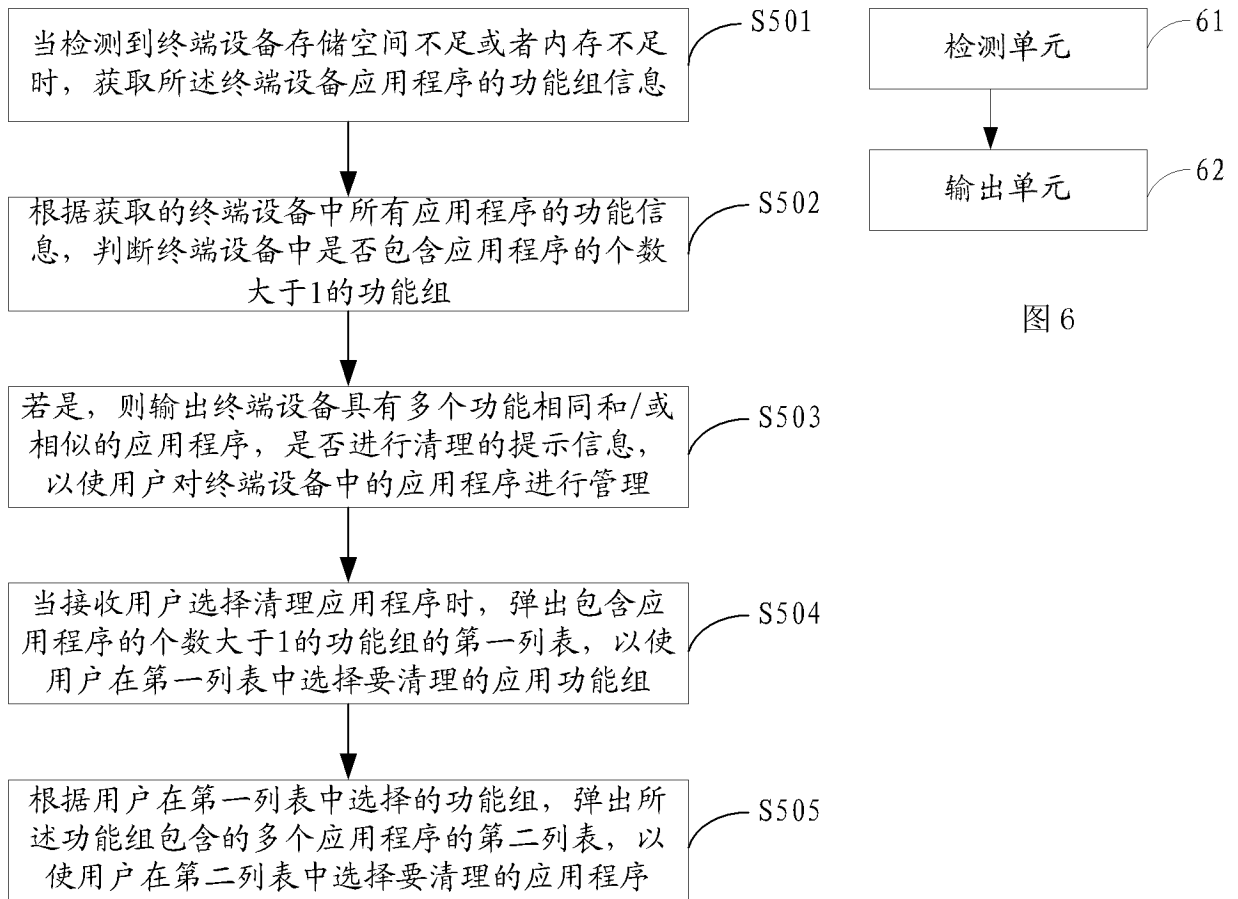 当检测到终端设备存储空间不足或者内存不足
时，获取所述终端设备应用程序的功能组信息
S501
根据获取的终端设备中所有应用程序的功能信
息，判断终端设备中是否包含应用程序的个数
大于1的功能组
S502
若是，则输出终端设备具有多个功能相同和/或
相似的应用程序，是否进行清理的提示信息，
以使用户对终端设备中的应用程序进行管理
S503
当接收用户选择清理应用程序时，弹出包含应
用程序的个数大于1的功能组的第一列表，以使
用户在第一列表中选择要清理的应用功能组
S504
根据用户在第一列表中选择的功能组，弹出所
述功能组包含的多个应用程序的第二列表，以
使用户在第二列表中选择要清理的应用程序
S505
检测单元
61
输出单元
62
图6